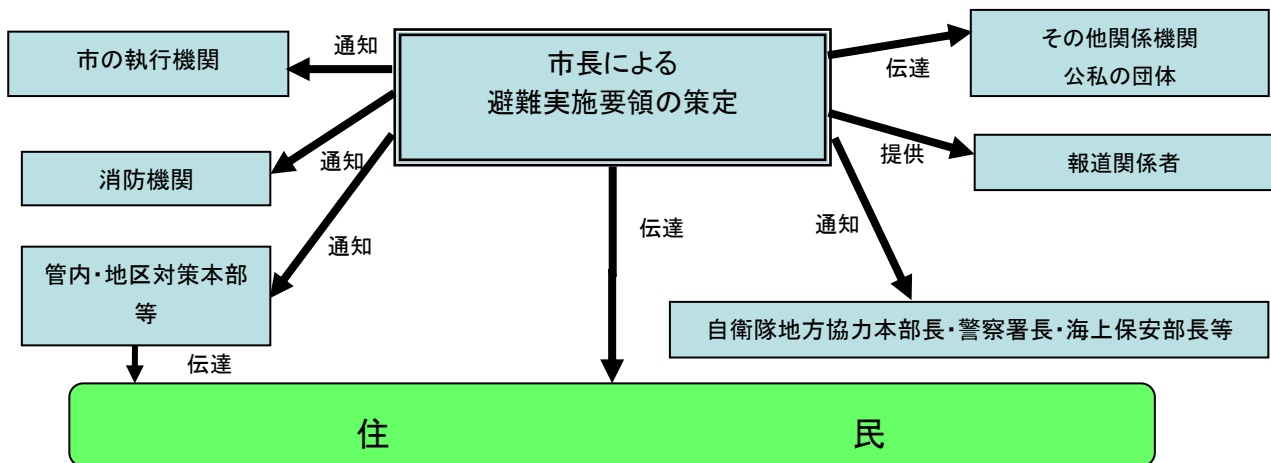 市の執行機関
通知
市長による
避難実施要領の策定
伝達
その他関係機関
公私の団体
消防機関
通知
提供
報道関係者
管内・地区対策本部
等
通知
伝達
通知
自衛隊地方協力本部長・警察署長・海上保安部長等
伝達
住 民